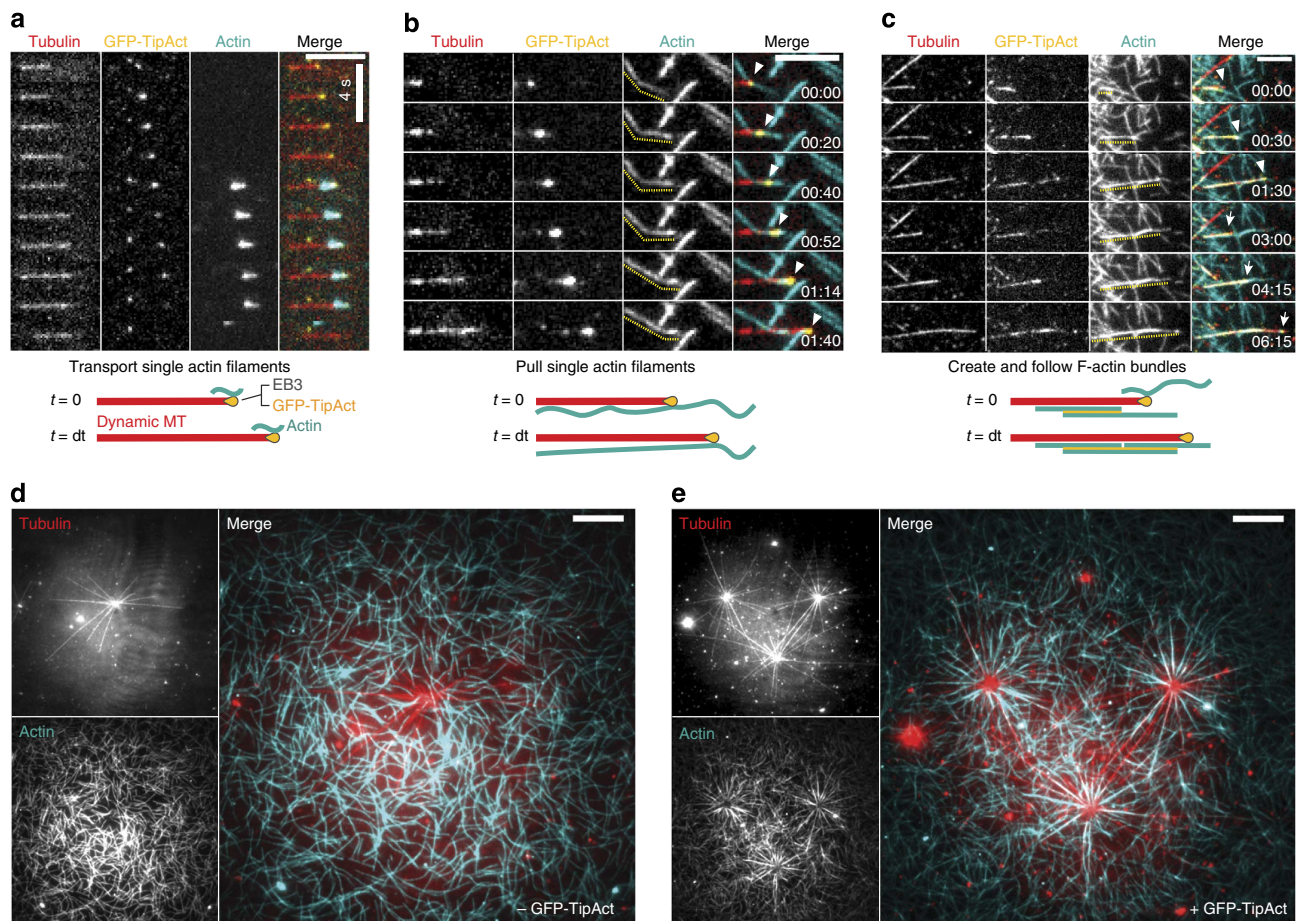 a
Tubulin GFP-TipAct Actin Merge
4 s
Transport single actin filaments
t = 0
EB3
GFP-TipAct
Dynamic MT
Actin
t = dt
b
Tubulin GFP-TipAct Actin Merge
00:00
00:20
00:40
00:52
01:14
01:40
Pull single actin filaments
t = 0
t = dt
c
Tubulin GFP-TipAct Actin Merge
00:00
00:30
01:30
03:00
04:15
06:15
Create and follow F-actin bundles
t = 0
t = dt
d
Tubulin
Merge
Actin
– GFP-TipAct
e
Tubulin
Merge
Actin
+ GFP-TipAct